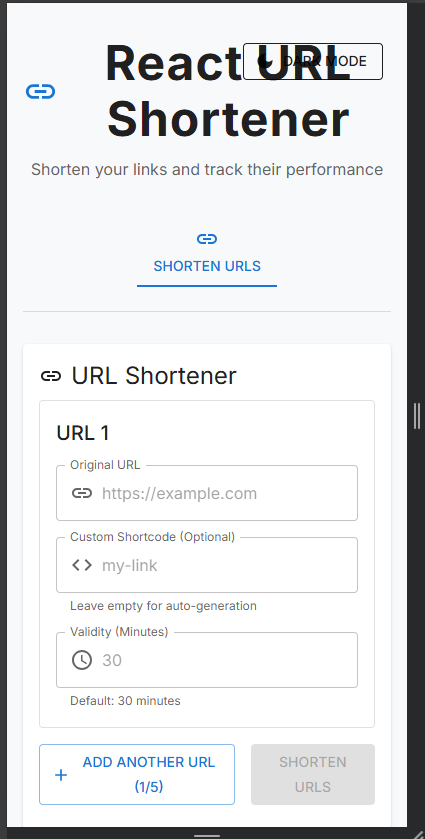 React URL
DARK MODE
Shortener
Shorten your links and track their performance
SHORTEN URLS
URL Shortener
URL 1
Original URL
https://example.com
Custom Shortcode (Optional)
my-link
Leave empty for auto-generation
Validity (Minutes)
30
Default: 30 minutes
ADD ANOTHER URL
(1/5)
SHORTEN
URLS